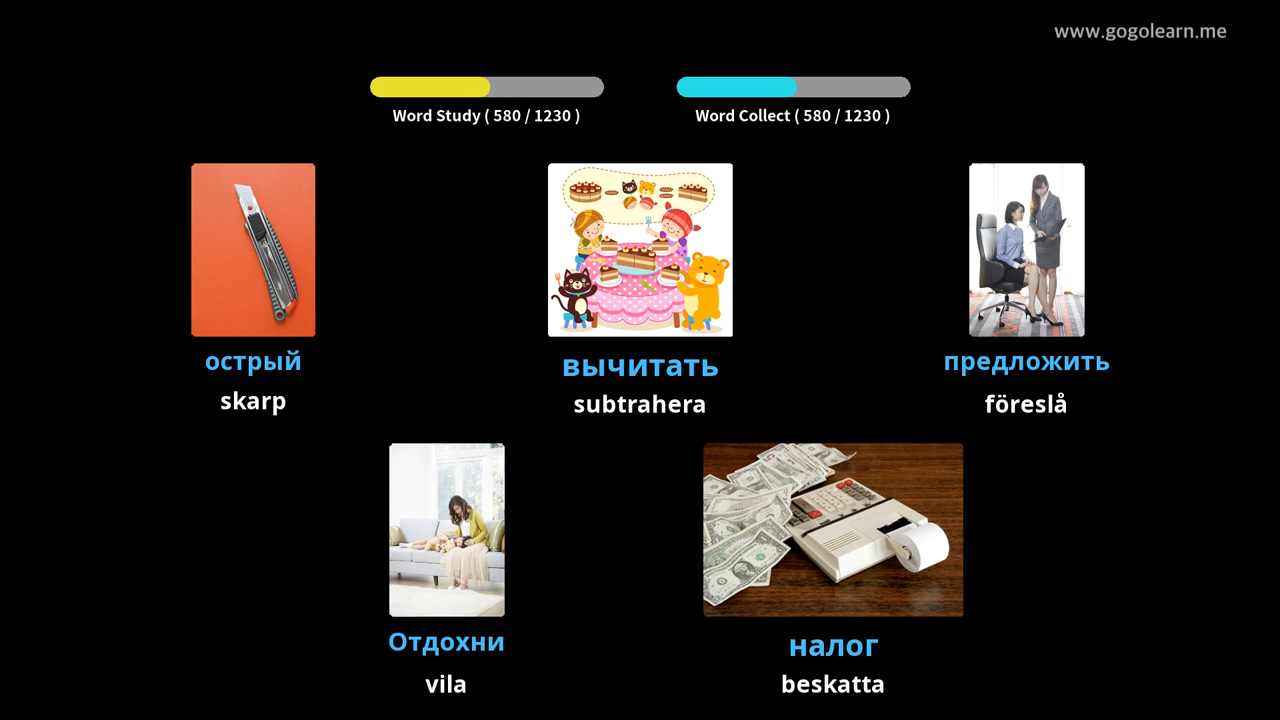 www.gogolearn.me
Word Study ( 580 / 1230 )
Word Collect ( 580 / 1230 )
острый
skarp
вычитать
subtrahera
предложить
föreslå
Отдохни
vila
налог
beskatta